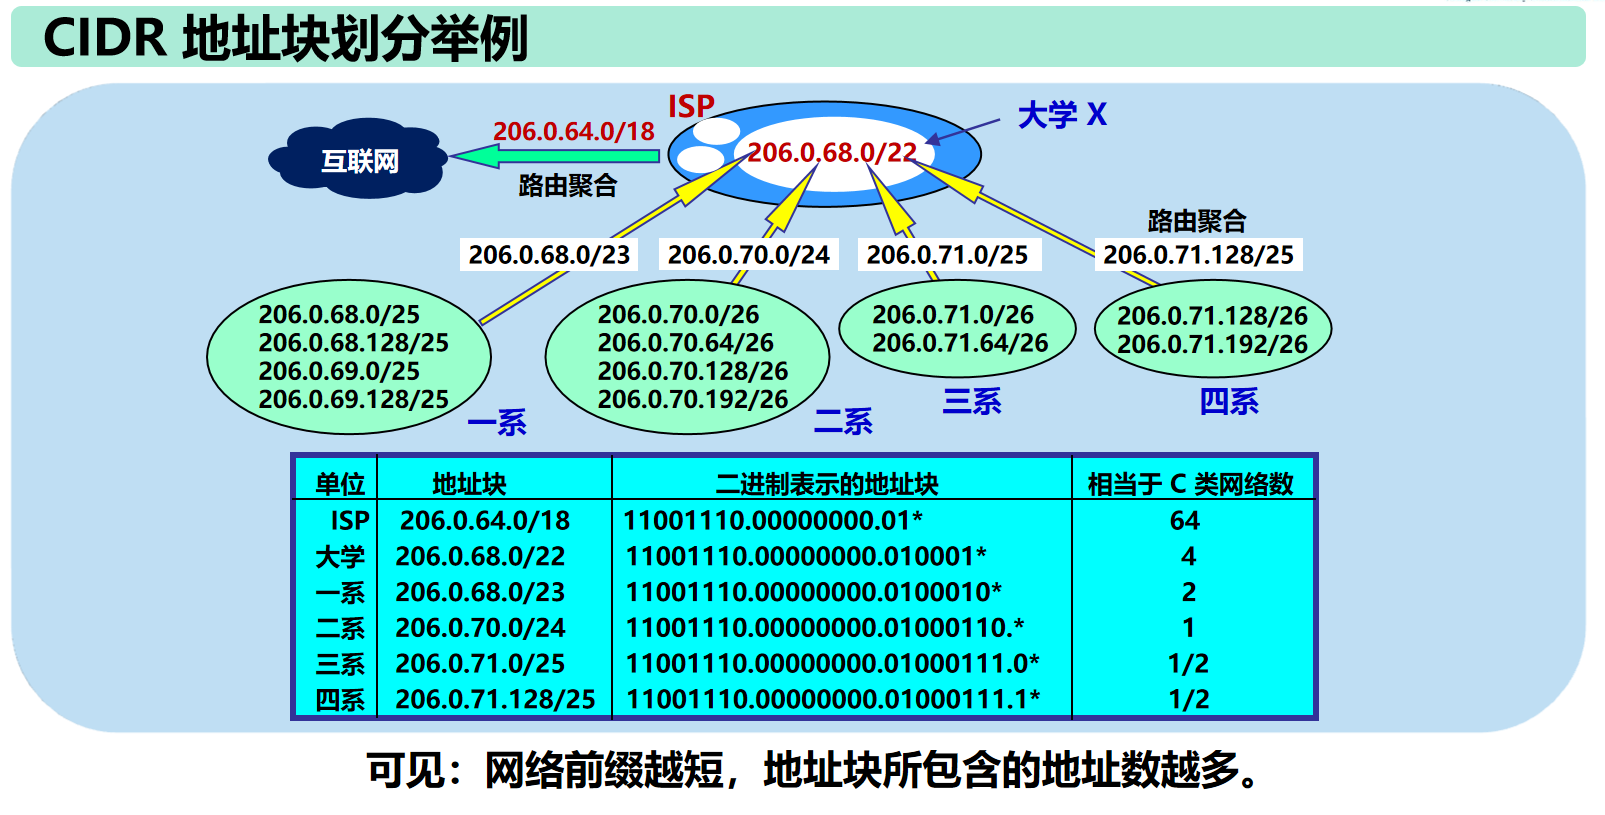 CIDR 地址块划分举例
ISP
大学 X
206.0.64.0/18
互联网
206.0.68.0/22
路由聚合
路由聚合
206.0.68.0/23
206.0.70.0/24
206.0.71.0/25
206.0.71.128/25
206.0.68.0/25
206.0.68.128/25
206.0.69.0/25
206.0.69.128/25
一系
206.0.70.0/26
206.0.70.64/26
206.0.70.128/26
206.0.70.192/26
二系
206.0.71.0/26
206.0.71.64/26
三系
206.0.71.128/26
206.0.71.192/26
四系
单位 地址块 二进制表示的地址块 相当于 C 类网络数
ISP 206.0.64.0/18 11001110.00000000.01* 64
大学 206.0.68.0/22 11001110.00000000.010001* 4
一系 206.0.68.0/23 11001110.00000000.0100010* 2
二系 206.0.70.0/24 11001110.00000000.01000110.* 1
三系 206.0.71.0/25 11001110.00000000.01000111.0* 1/2
四系 206.0.71.128/25 11001110.00000000.01000111.1* 1/2
可见：网络前缀越短，地址块所包含的地址数越多。